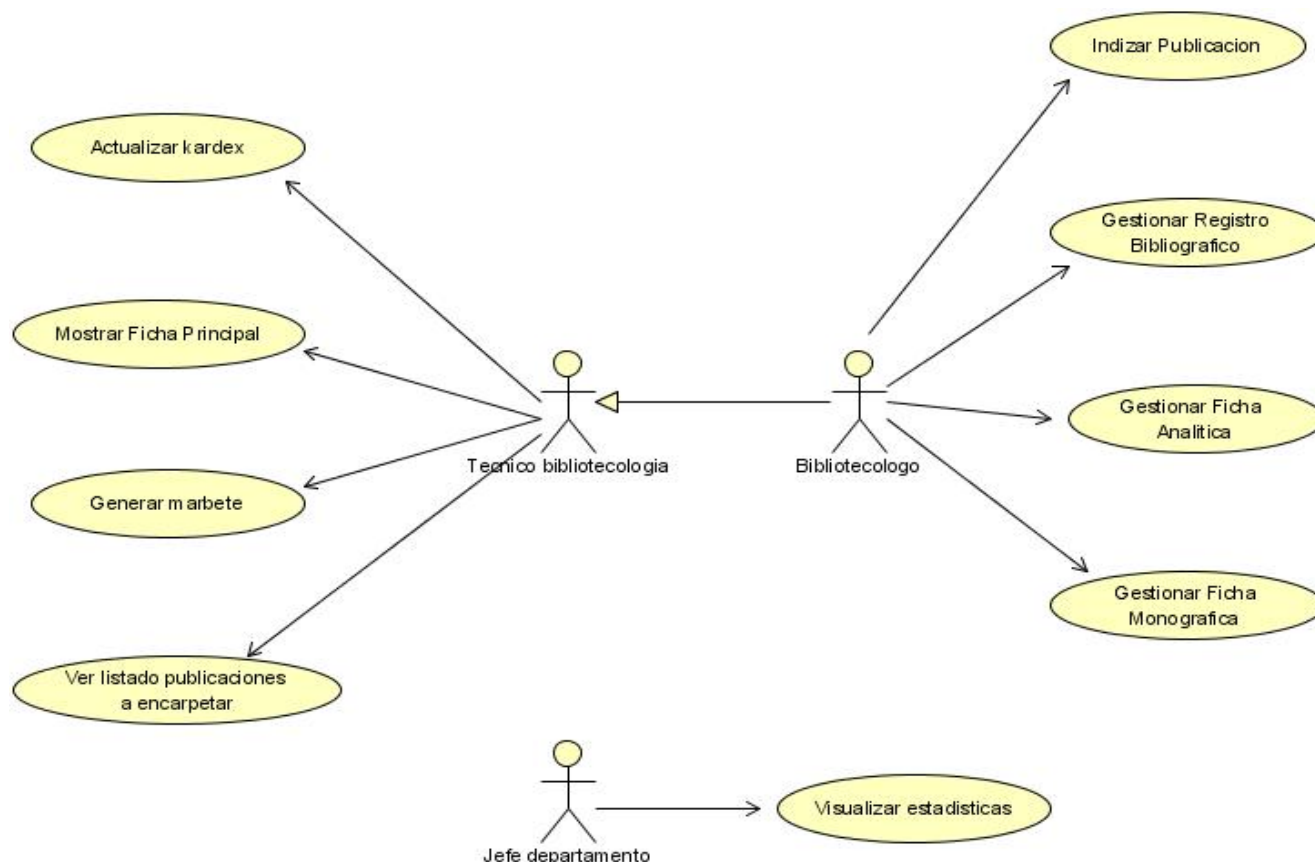 Indizar Publicacion
Actualizar kardex
Gestionar Registro
Bibliografico
Mostrar Ficha Principal
Gestionar Ficha
Analitica
Tecnico bibliotecologia
Bibliotecologo
Generar marbete
Gestionar Ficha
Monografica
Ver listado publicaciones
a encarpetar
Visualizar estadisticas
Jefe departamento